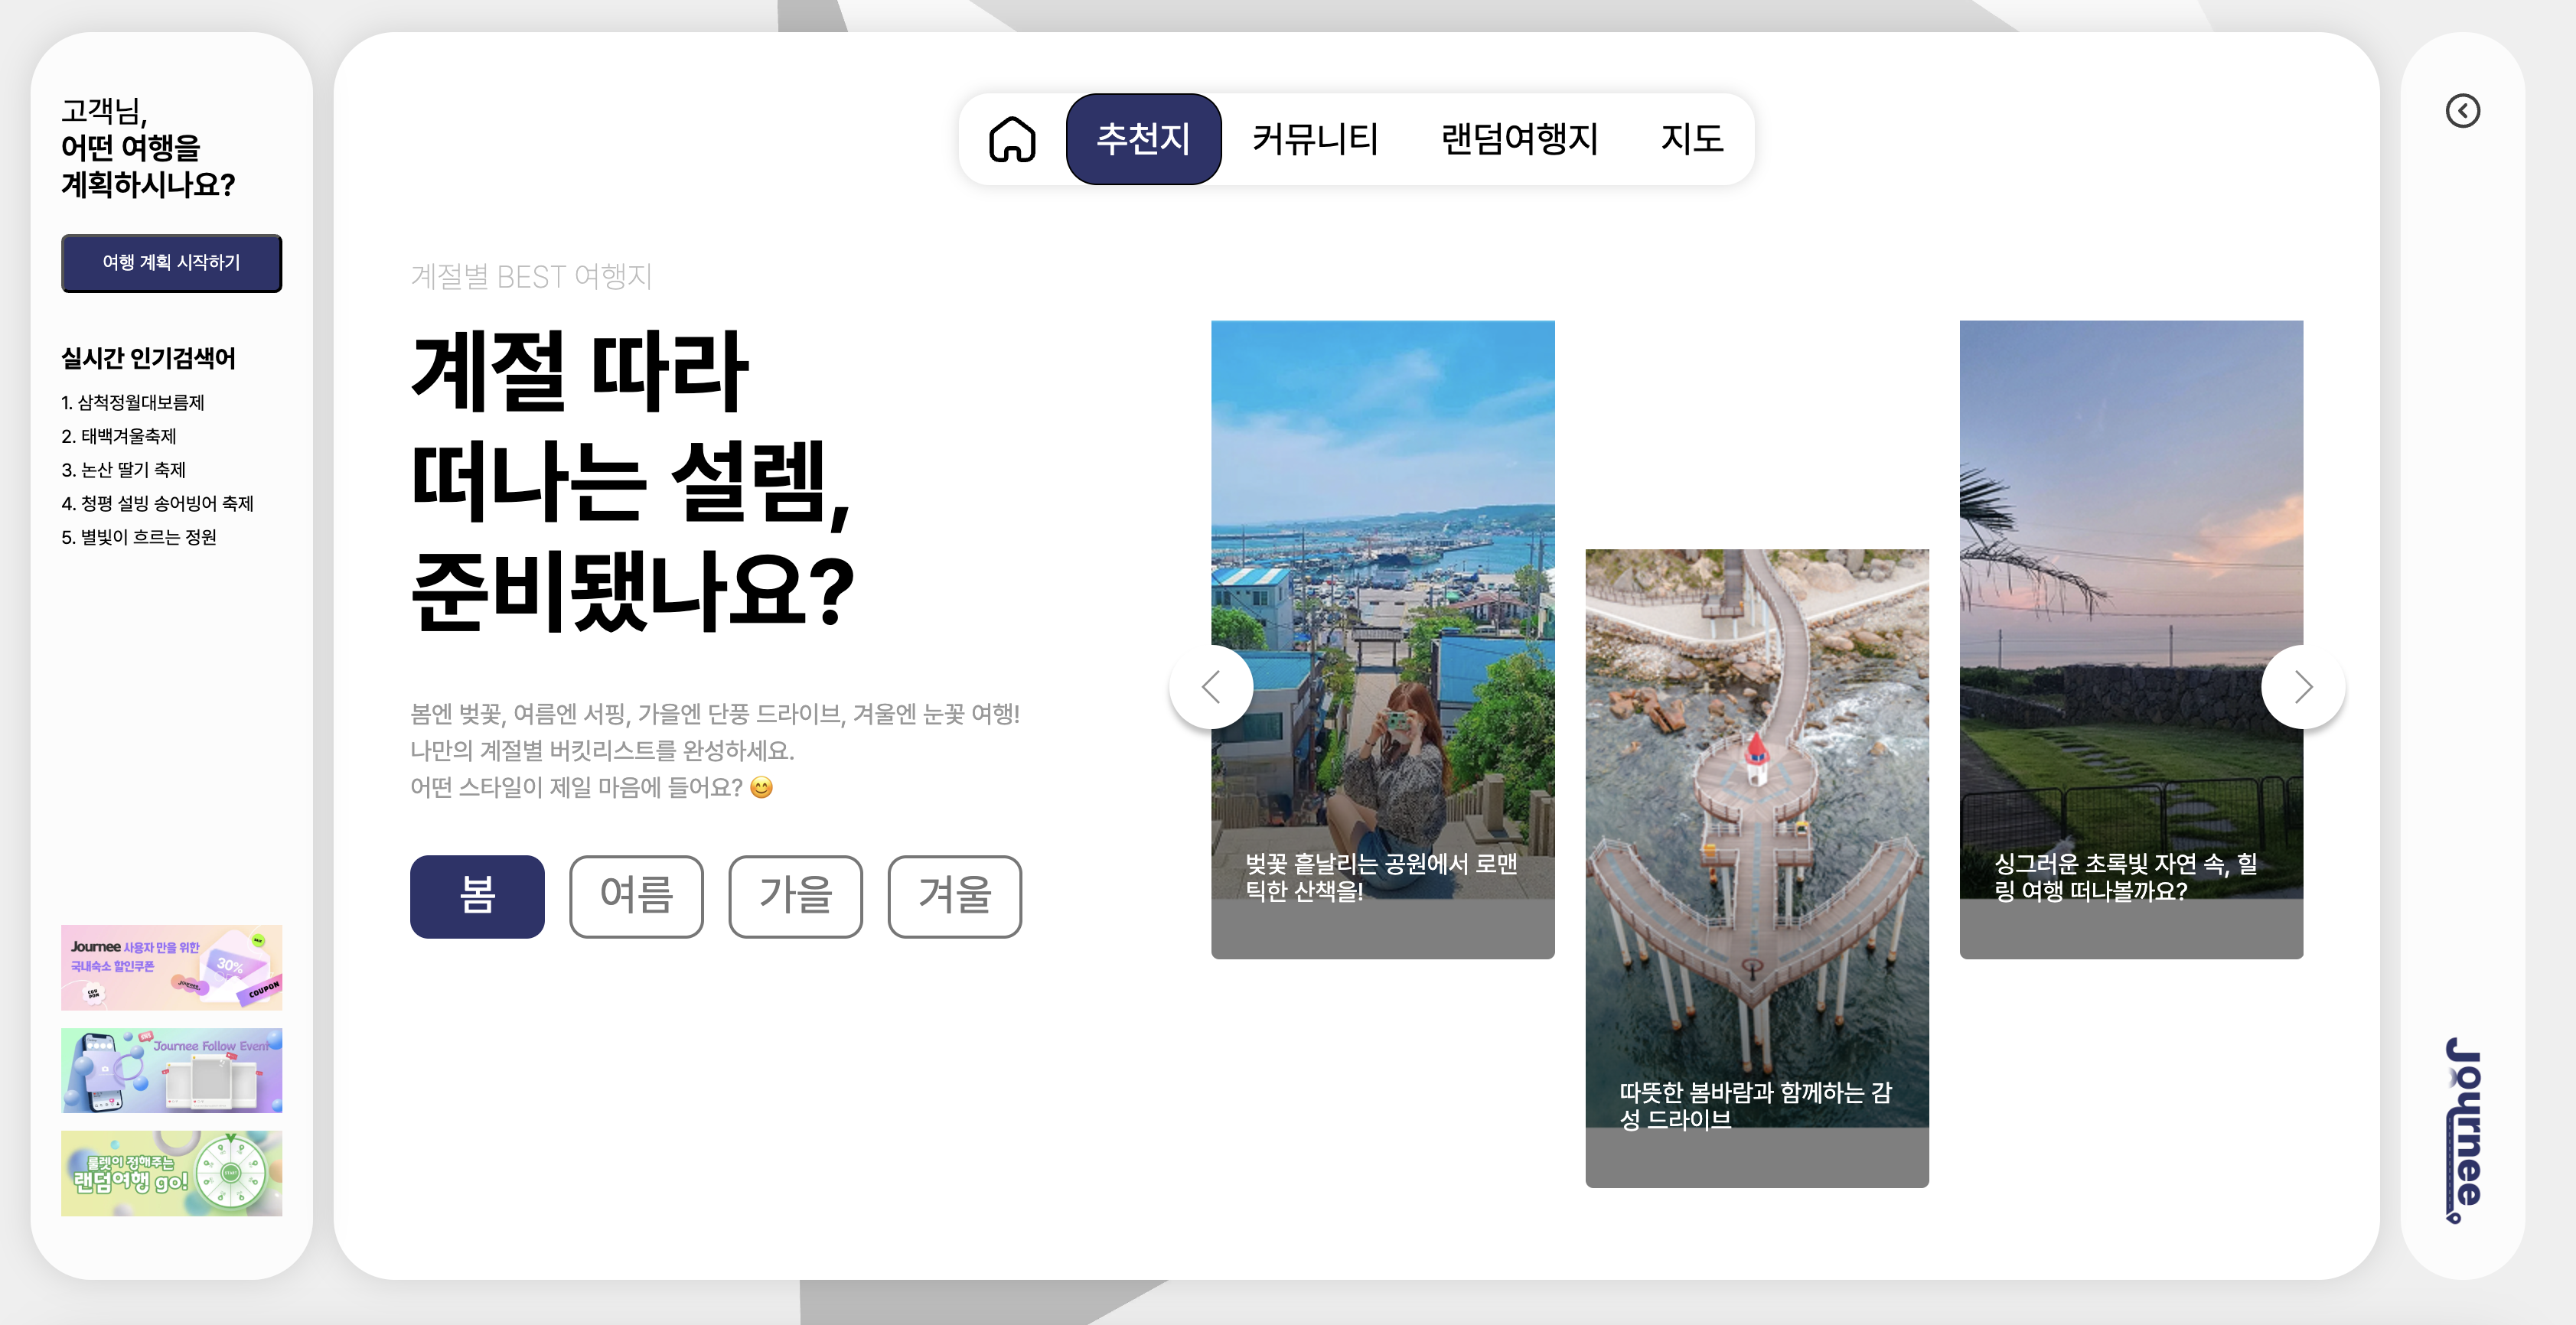 고객님,
어떤 여행을
계획하시나요?
여행 계획 시작하기
실시간 인기검색어
1. 삼척정월대보름제
2. 태백겨울축제
3. 논산 딸기 축제
4. 청평 설빙 송어빙어 축제
5. 별빛이 흐르는 정원
Journee 사용자 만을 위한
국내숙소 할인쿠폰
30%
COUPON
COUPON
Journee Follow Event
룰렛이 정해주는
랜덤여행 go!
START
추천지
커뮤니티
랜덤여행지
지도
계절별 BEST 여행지
계절 따라
떠나는 설렘,
준비됐나요?
봄엔 벚꽃, 여름엔 서핑, 가을엔 단풍 드라이브, 겨울엔 눈꽃 여행!
나만의 계절별 버킷리스트를 완성하세요.
어떤 스타일이 제일 마음에 들어요? 😊
봄
여름
가을
겨울
벚꽃 흩날리는 공원에서 로맨
틱한 산책을!
따뜻한 봄바람과 함께하는 감
성 드라이브
싱그러운 초록빛 자연 속, 힐
링 여행 떠나볼까요?
Journee